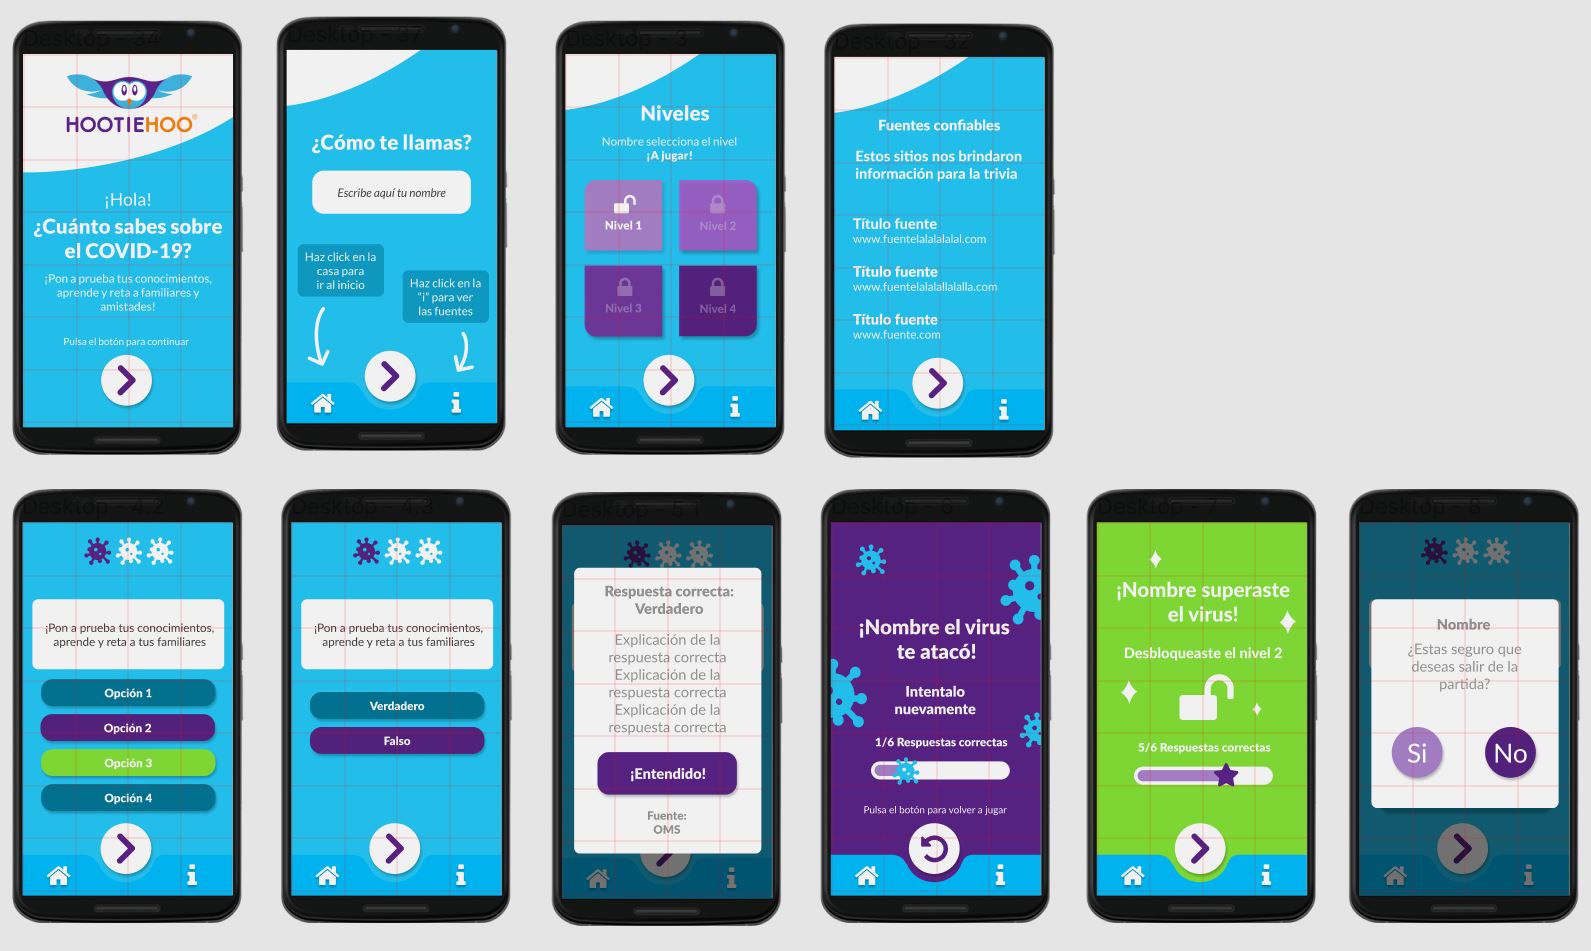 Desktop - 34
HOOTIEHOO®
¡Hola!
¿Cuánto sabes sobre
el COVID-19?
¡Pon a prueba tus conocimientos,
aprende y reta a familiares y
amistades!
Pulsa el botón para continuar
Desktop - 37
¿Cómo te llamas?
Escribe aquí tu nombre
Haz click en la
casa para
ir al inicio
Haz click en la
"i" para ver
las fuentes
Desktop - 3
Niveles
Nombre selecciona el nivel
¡A jugar!
Nivel 1
Nivel 2
Nivel 3
Nivel 4
Desktop - 32
Fuentes confiables
Estos sitios nos brindaron
información para la trivia
Título fuente
www.fuentelalalalalal.com
Título fuente
www.fuentelalalallalalla.com
Título fuente
www.fuente.com
Desktop - 4.2
¡Pon a prueba tus conocimientos,
aprende y reta a tus familiares
Opción 1
Opción 2
Opción 3
Opción 4
Desktop - 4.3
¡Pon a prueba tus conocimientos,
aprende y reta a tus familiares
Verdadero
Falso
Desktop - 5.1
Respuesta correcta:
Verdadero
Explicación de la
respuesta correcta
Explicación de la
respuesta correcta
Explicación de la
respuesta correcta
¡Entendido!
Fuente:
OMS
Desktop - 6
¡Nombre el virus
te atacó!
Intentalo
nuevamente
1/6 Respuestas correctas
Pulsa el botón para volver a jugar
Desktop - 7
¡Nombre superaste
el virus!
Desbloqueaste el nivel 2
5/6 Respuestas correctas
Desktop - 8
Nombre
¿Estas seguro que
deseas salir de la
partida?
Si
No